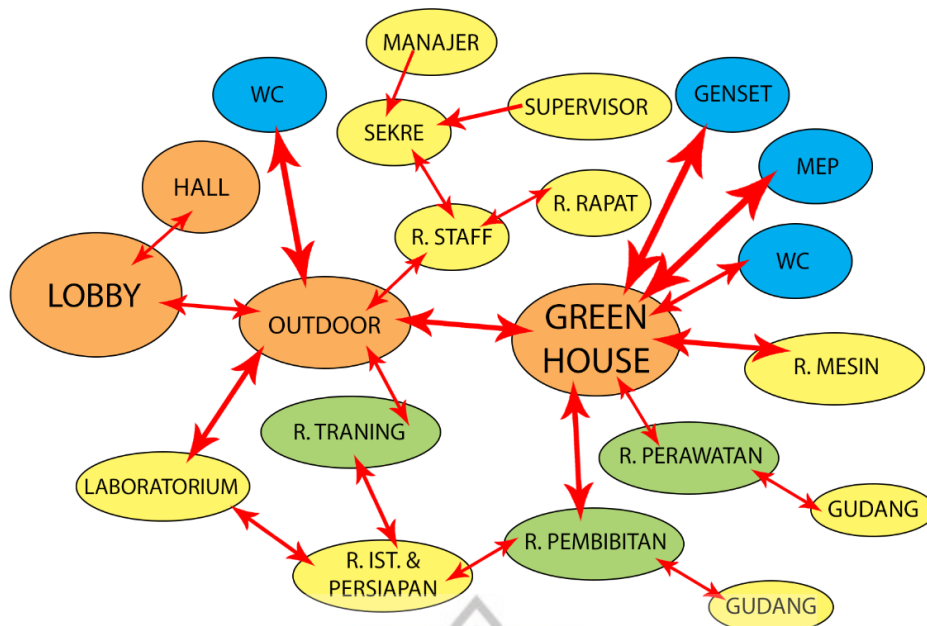 MANAJER
WC
GENSET
SUPERVISOR
SEKRE
MEP
HALL
R. RAPAT
R. STAFF
WC
LOBBY
OUTDOOR
GREEN
HOUSE
R. MESIN
R. TRANING
R. PERAWATAN
LABORATORIUM
GUDANG
R. PEMBIBITAN
R. IST. &
PERSIAPAN
GUDANG